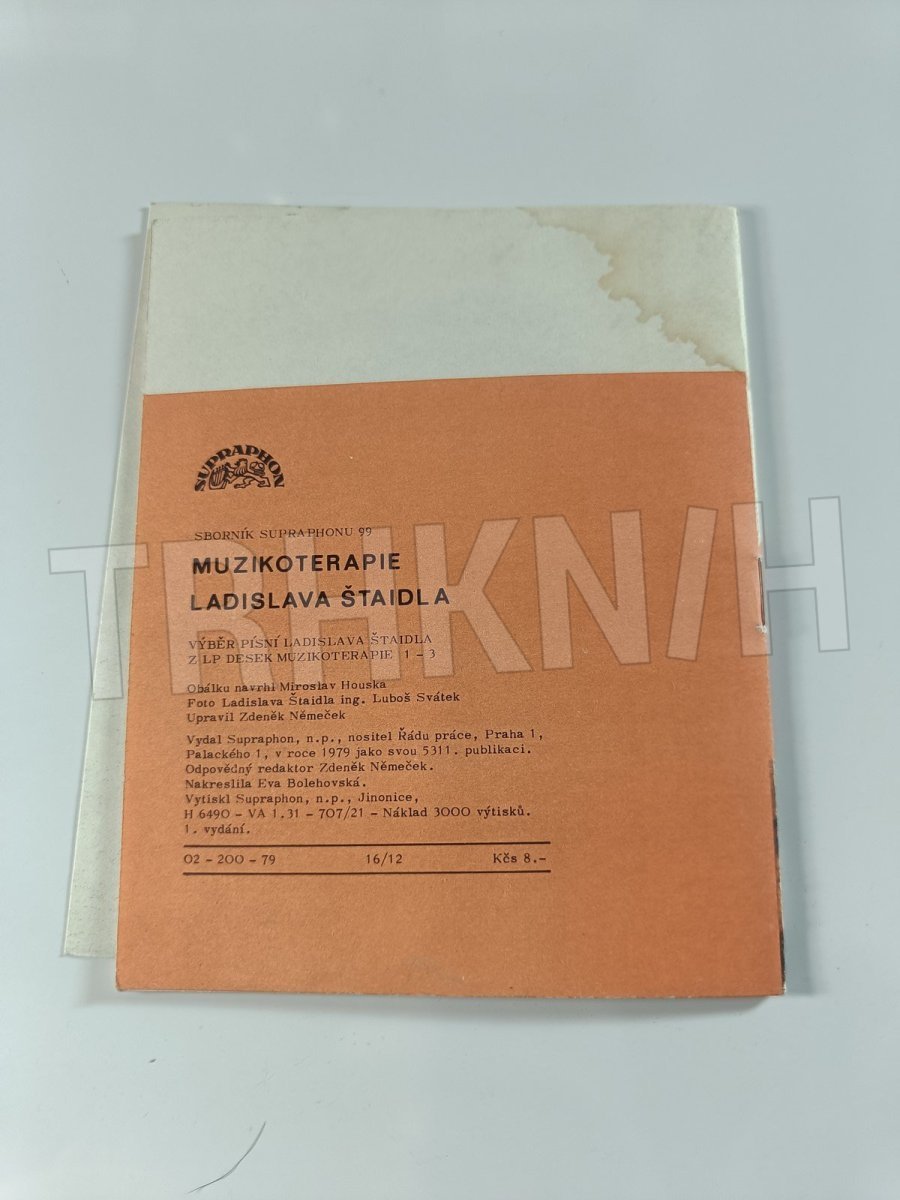 SUPRAPHON
SBORNÍK SUPRAPHONU 99
MUZIKOTERAPIE
LADISLAVA ŠTAIDLA
VÝBĚR PÍSNÍ LADISLAVA ŠTAIDLA
Z LP DESEK MUZIKOTERAPIE 1 - 3
Obálku navrhl Miroslav Houska
Foto Ladislava Štaidla ing. Luboš Svátek
Upravil Zdeněk Němeček
Vydal Supraphon, n.p., nositel Řádu práce, Praha 1,
Palackého 1, v roce 1979 jako svou 5311. publikaci.
Odpovědný redaktor Zdeněk Němeček.
Nakreslila Eva Bolehovská.
Vytiskl Supraphon, n.p., Jinonice,
H 6490 - VA 1.31 - 707/21 - Náklad 3000 výtisků.
1. vydání.
02 - 200 - 79 16/12 Kčs 8.-
TRHKNIH